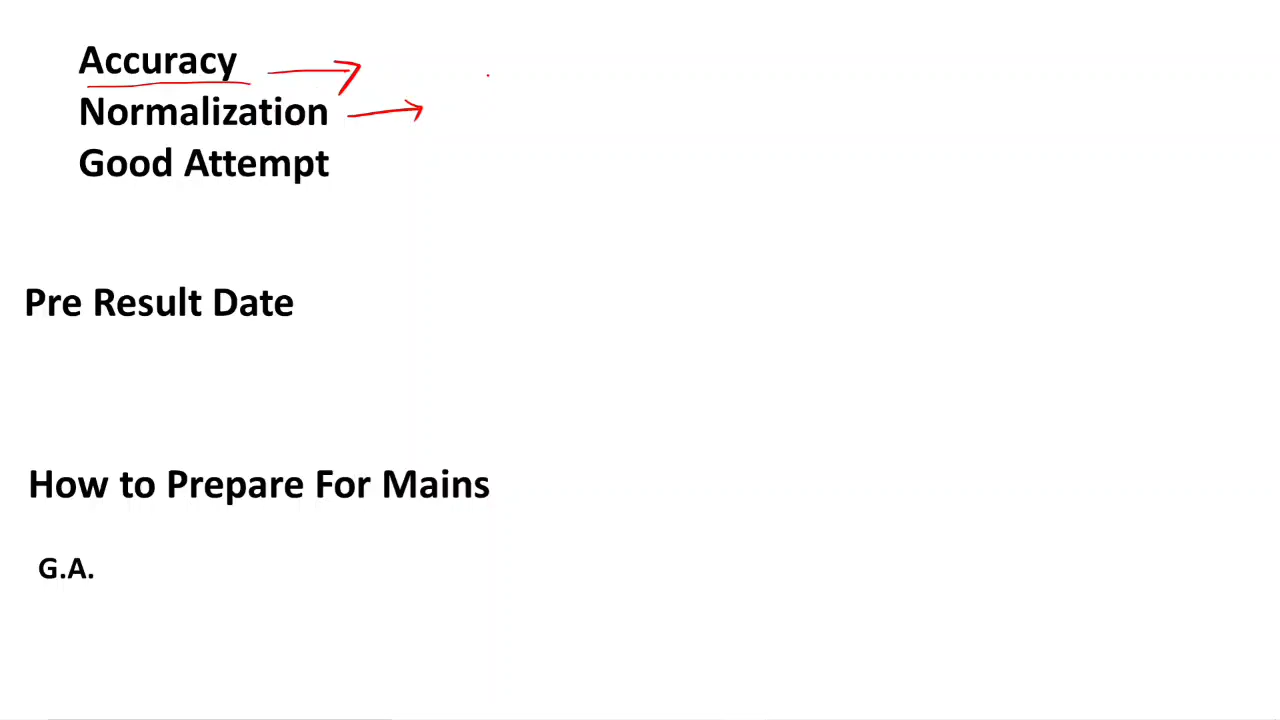 Accuracy
Normalization
Good Attempt
Pre Result Date
How to Prepare For Mains
G.A.